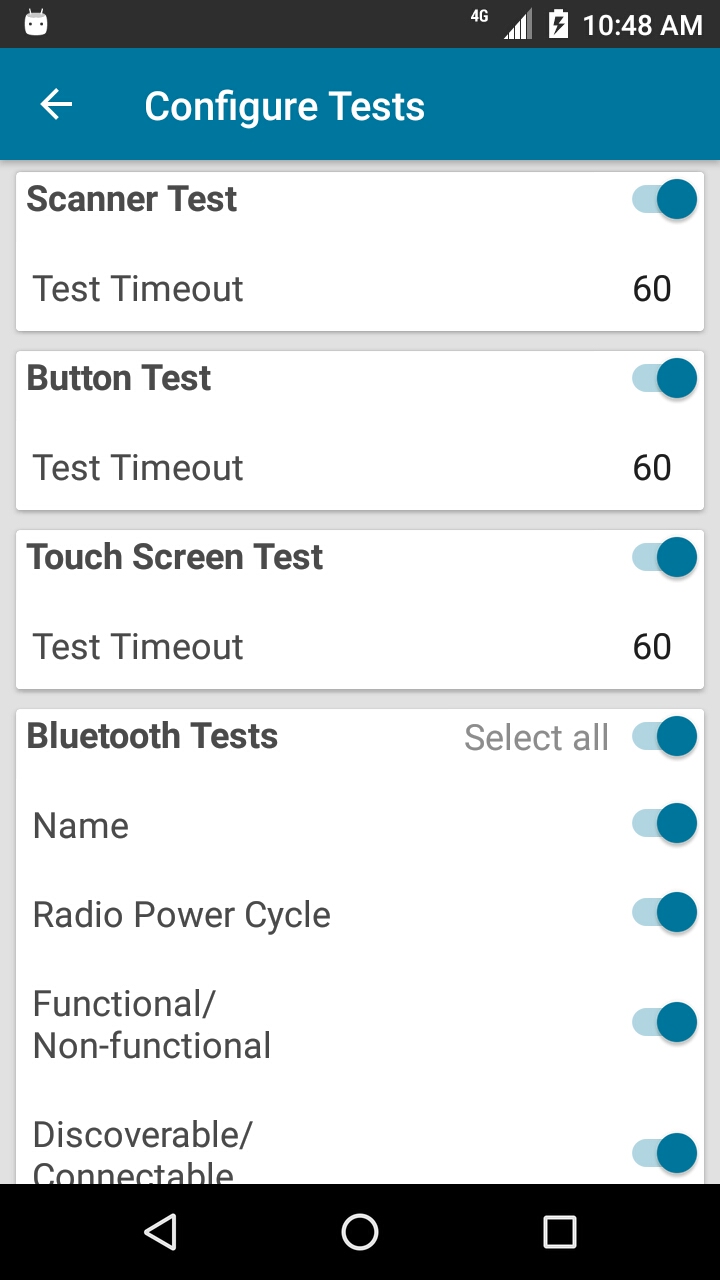 4G 10:48 AM
Configure Tests
Scanner Test
Test Timeout 60
Button Test
Test Timeout 60
Touch Screen Test
Test Timeout 60
Bluetooth Tests Select all
Name
Radio Power Cycle
Functional/
Non-functional
Discoverable/
Connectable